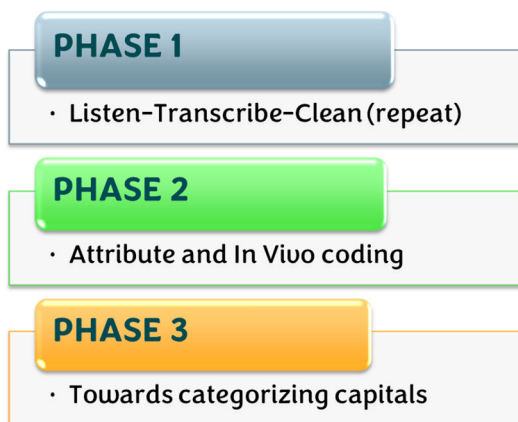 PHASE 1
· Listen-Transcribe-Clean (repeat)
PHASE 2
· Attribute and In Vivo coding
PHASE 3
· Towards categorizing capitals